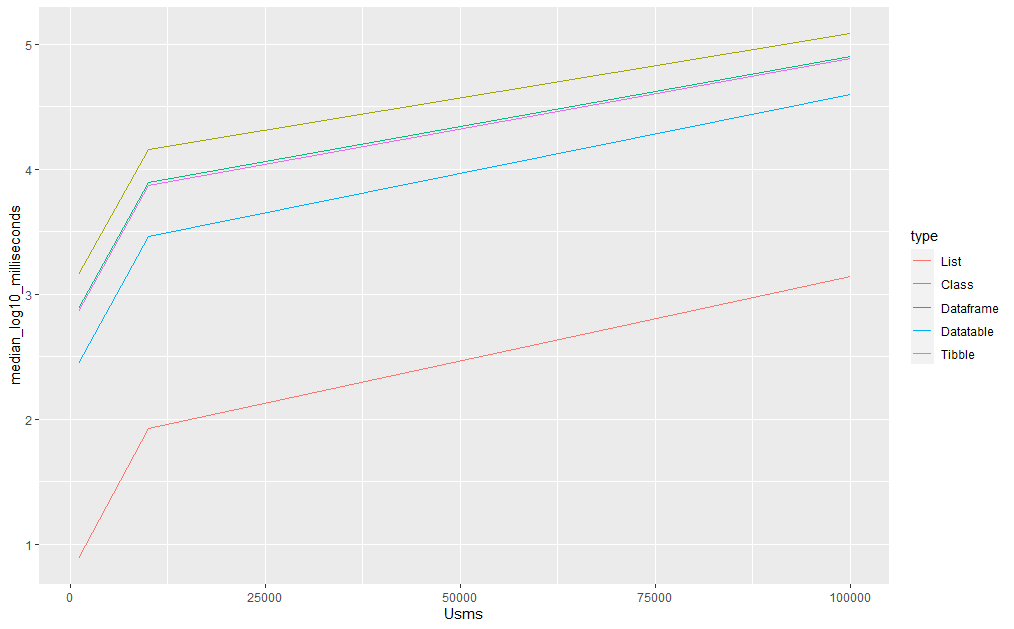 median_log10_milliseconds
5
4
3
2
1
0
25000
50000
75000
100000
Usms
type
List
Class
Dataframe
Datatable
Tibble